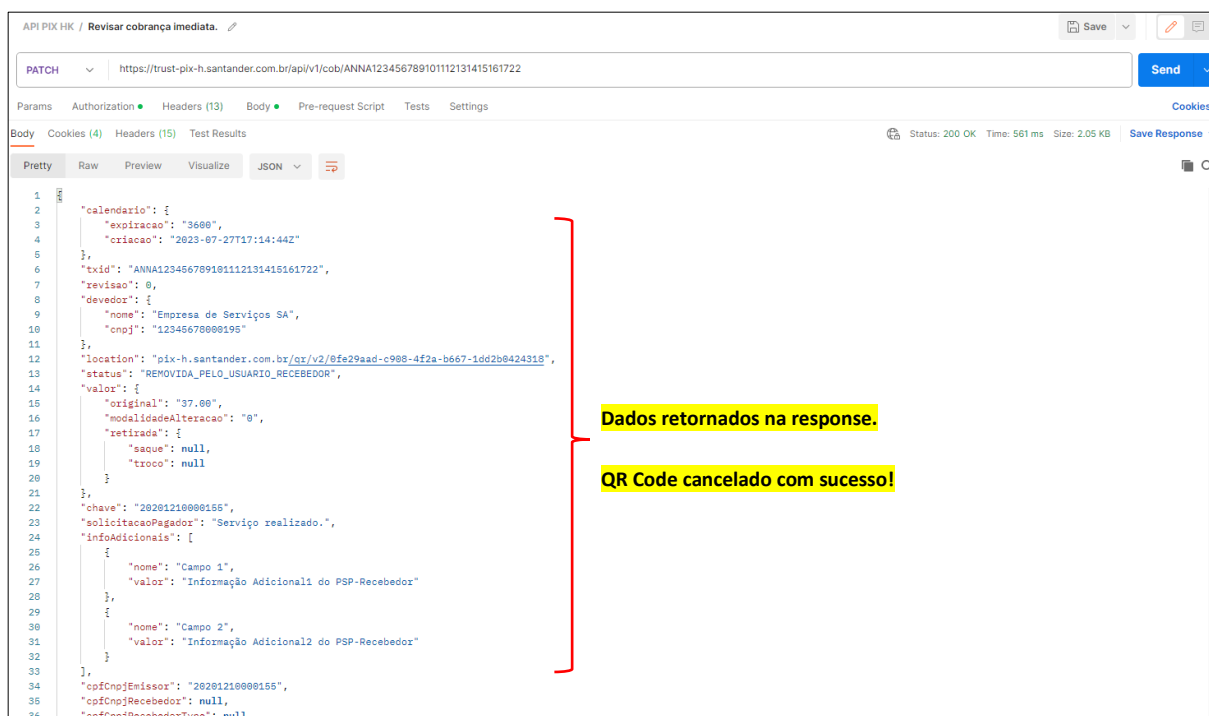 API PIX HK / Revisar cobrança imediata.
Save
PATCH https://trust-pix-h.santander.com.br/api/v1/cob/ANNA123456789101112131415161722
Send
Params Authorization Headers (13) Body Pre-request Script Tests Settings
Cookies
Body Cookies (4) Headers (15) Test Results
Status: 200 OK Time: 561 ms Size: 2.05 KB Save Response
Pretty Raw Preview Visualize JSON
1 {
2 "calendario": {
3 "expiracao": "3600",
4 "criacao": "2023-07-27T17:14:44Z"
5 },
6 "txid": "ANNA123456789101112131415161722",
7 "revisao": 0,
8 "devedor": {
9 "nome": "Empresa de Serviços SA",
10 "cnpj": "12345678000195"
11 },
12 "location": "pix-h.santander.com.br/qr/v2/0fe29aad-c908-4f2a-b667-1dd2b0424318",
13 "status": "REMOVIDA_PELO_USUARIO_RECEBEDOR",
14 "valor": {
15 "original": "37.00",
16 "modalidadeAlteracao": "0",
17 "retirada": {
18 "saque": null,
19 "troco": null
20 }
21 },
22 "chave": "20201210000155",
23 "solicitacaoPagador": "Serviço realizado.",
24 "infoAdicionais": [
25 {
26 "nome": "Campo 1",
27 "valor": "Informação Adicional1 do PSP-Recebedor"
28 },
29 {
30 "nome": "Campo 2",
31 "valor": "Informação Adicional2 do PSP-Recebedor"
32 }
33 ],
34 "cpfCnpjEmissor": "20201210000155",
35 "cpfCnpjRecebedor": null,
36 "cpfCnpjRecebedorType": null
Dados retornados na response.
QR Code cancelado com sucesso!